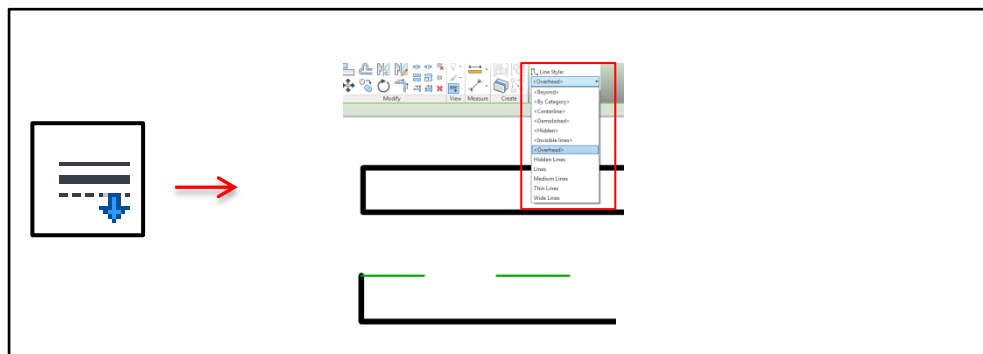 Line Style:
<Overhead>
<Beyond>
<By Category>
<Centerline>
<Demolished>
<Hidden>
<Invisible lines>
<Overhead>
Hidden Lines
Lines
Medium Lines
Thin Lines
Wide Lines
Modify View Measure Create